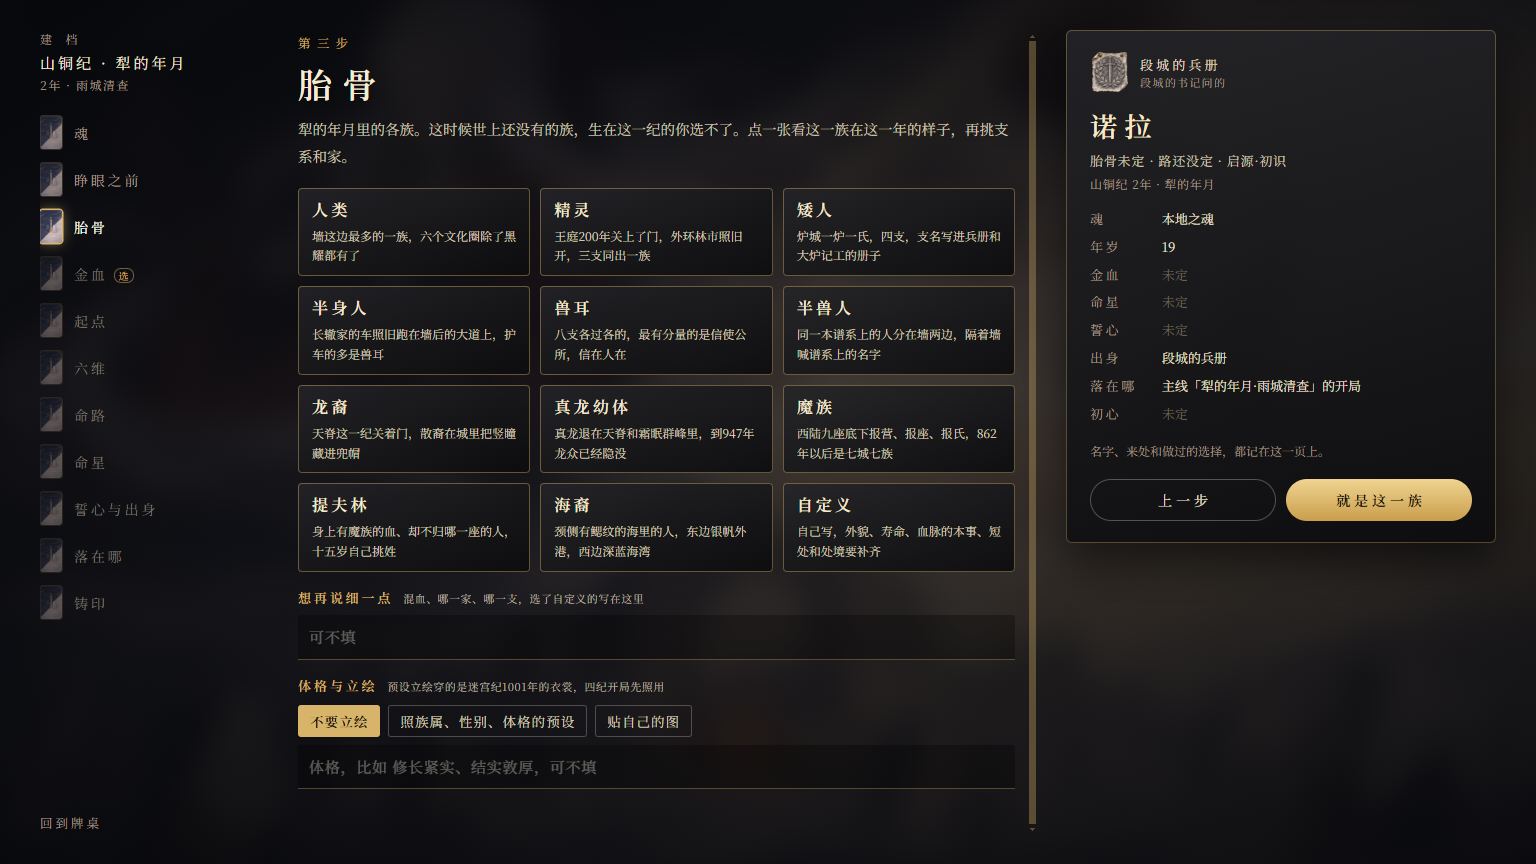 建 档
山铜纪 · 犁的年月
2年 · 雨城清查
魂
睁眼之前
胎骨
金血 选
起点
六维
命路
命星
誓心与出身
落在哪
铸印
回到牌桌
第三步
胎骨
犁的年月里的各族。这时候世上还没有的族，生在这一纪的你选不了。点一张看这一族在这一年的样子，再挑支
系和家。
人类
墙这边最多的一族，六个文化圈除了黑
耀都有了
精灵
王庭200年关上了门，外环林市照旧
开，三支同出一族
矮人
炉城一炉一氏，四支，支名写进兵册和
大炉记工的册子
半身人
长辙家的车照旧跑在墙后的大道上，护
车的多是兽耳
兽耳
八支各过各的，最有分量的是信使公
所，信在人在
半兽人
同一本谱系上的人分在墙两边，隔着墙
喊谱系上的名字
龙裔
天脊这一纪关着门，散裔在城里把竖瞳
藏进兜帽
真龙幼体
真龙退在天脊和霜眠群峰里，到947年
龙众已经隐没
魔族
西陆九座底下报营、报座、报氏，862
年以后是七城七族
提夫林
身上有魔族的血、却不归哪一座的人，
十五岁自己挑姓
海裔
颈侧有鳃纹的海里的人，东边银帆外
港，西边深蓝海湾
自定义
自己写，外貌、寿命、血脉的本事、短
处和处境要补齐
想再说细一点 混血、哪一家、哪一支，选了自定义的写在这里
可不填
体格与立绘 预设立绘穿的是迷宫纪1001年的衣裳，四纪开局先照用
不要立绘 照族属、性别、体格的预设 贴自己的图
体格，比如 修长紧实、结实敦厚，可不填
段城的兵册
段城的书记问的
诺拉
胎骨未定 · 路还没定 · 启源·初识
山铜纪 2年 · 犁的年月
魂 本地之魂
年岁 19
金血 未定
命星 未定
誓心 未定
出身 段城的兵册
落在哪 主线「犁的年月·雨城清查」的开局
初心 未定
名字、来处和做过的选择，都记在这一页上。
上一步 就是这一族